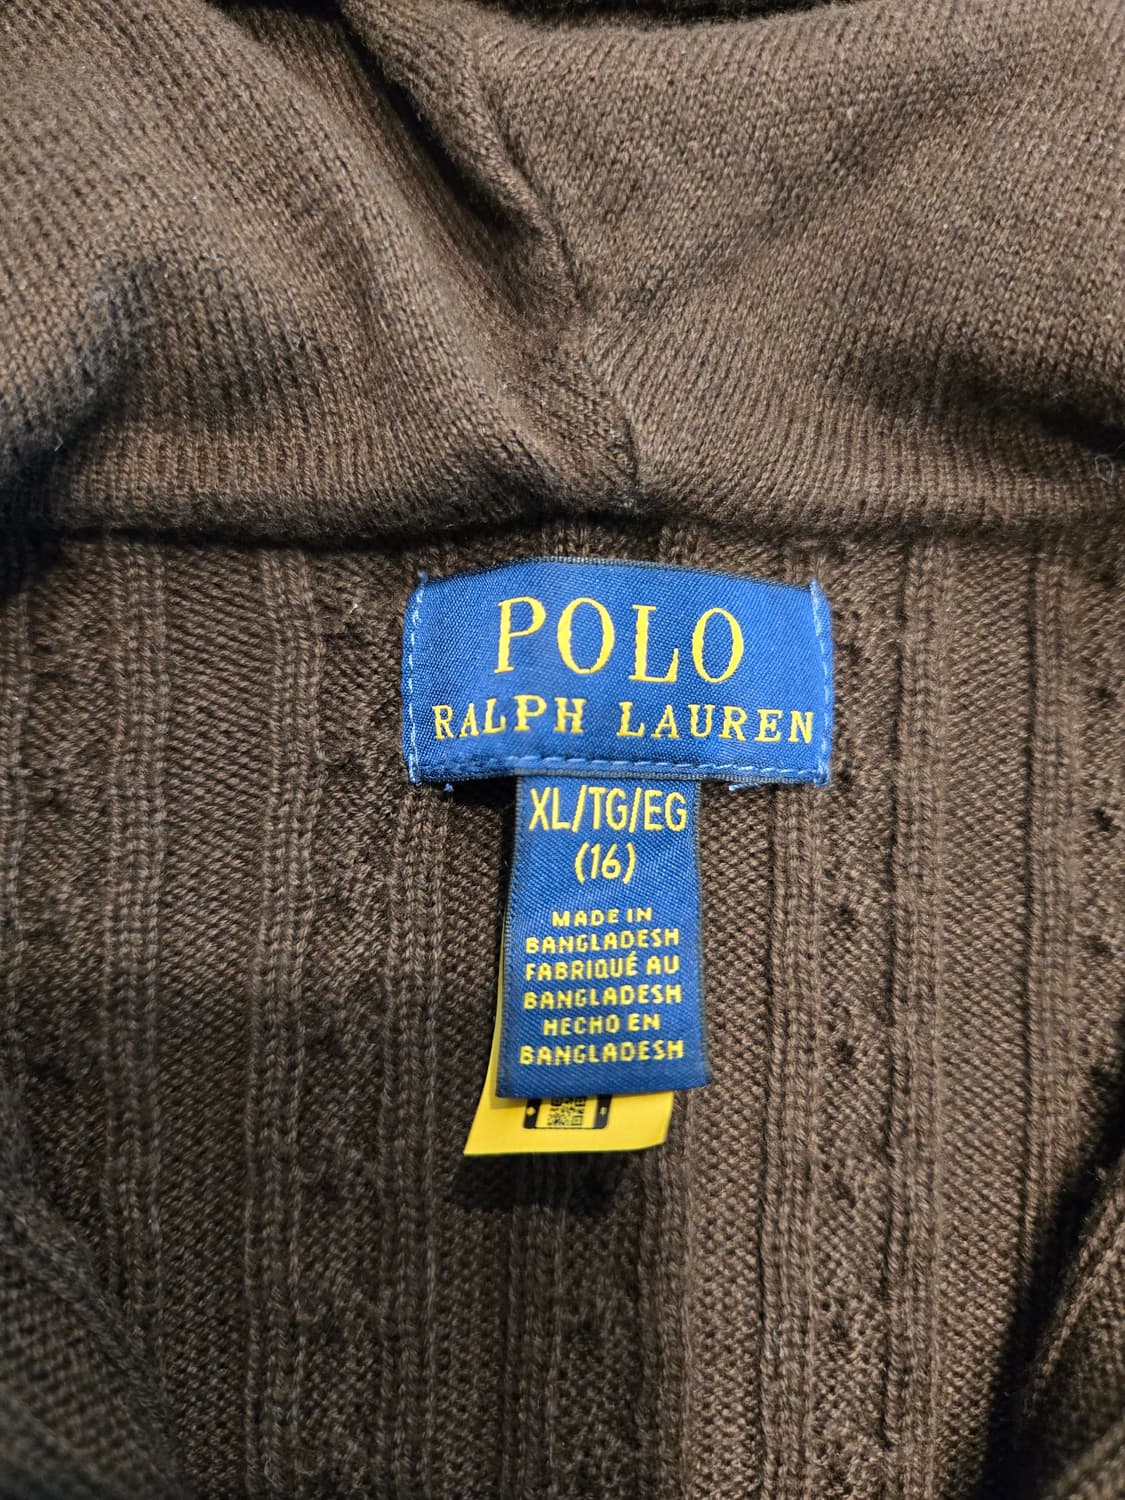 POLO
RALPH LAUREN
XL/TG/EG
(16)
MADE IN
BANGLADESH
FABRIQUÉ AU
BANGLADESH
HECHO EN
BANGLADESH